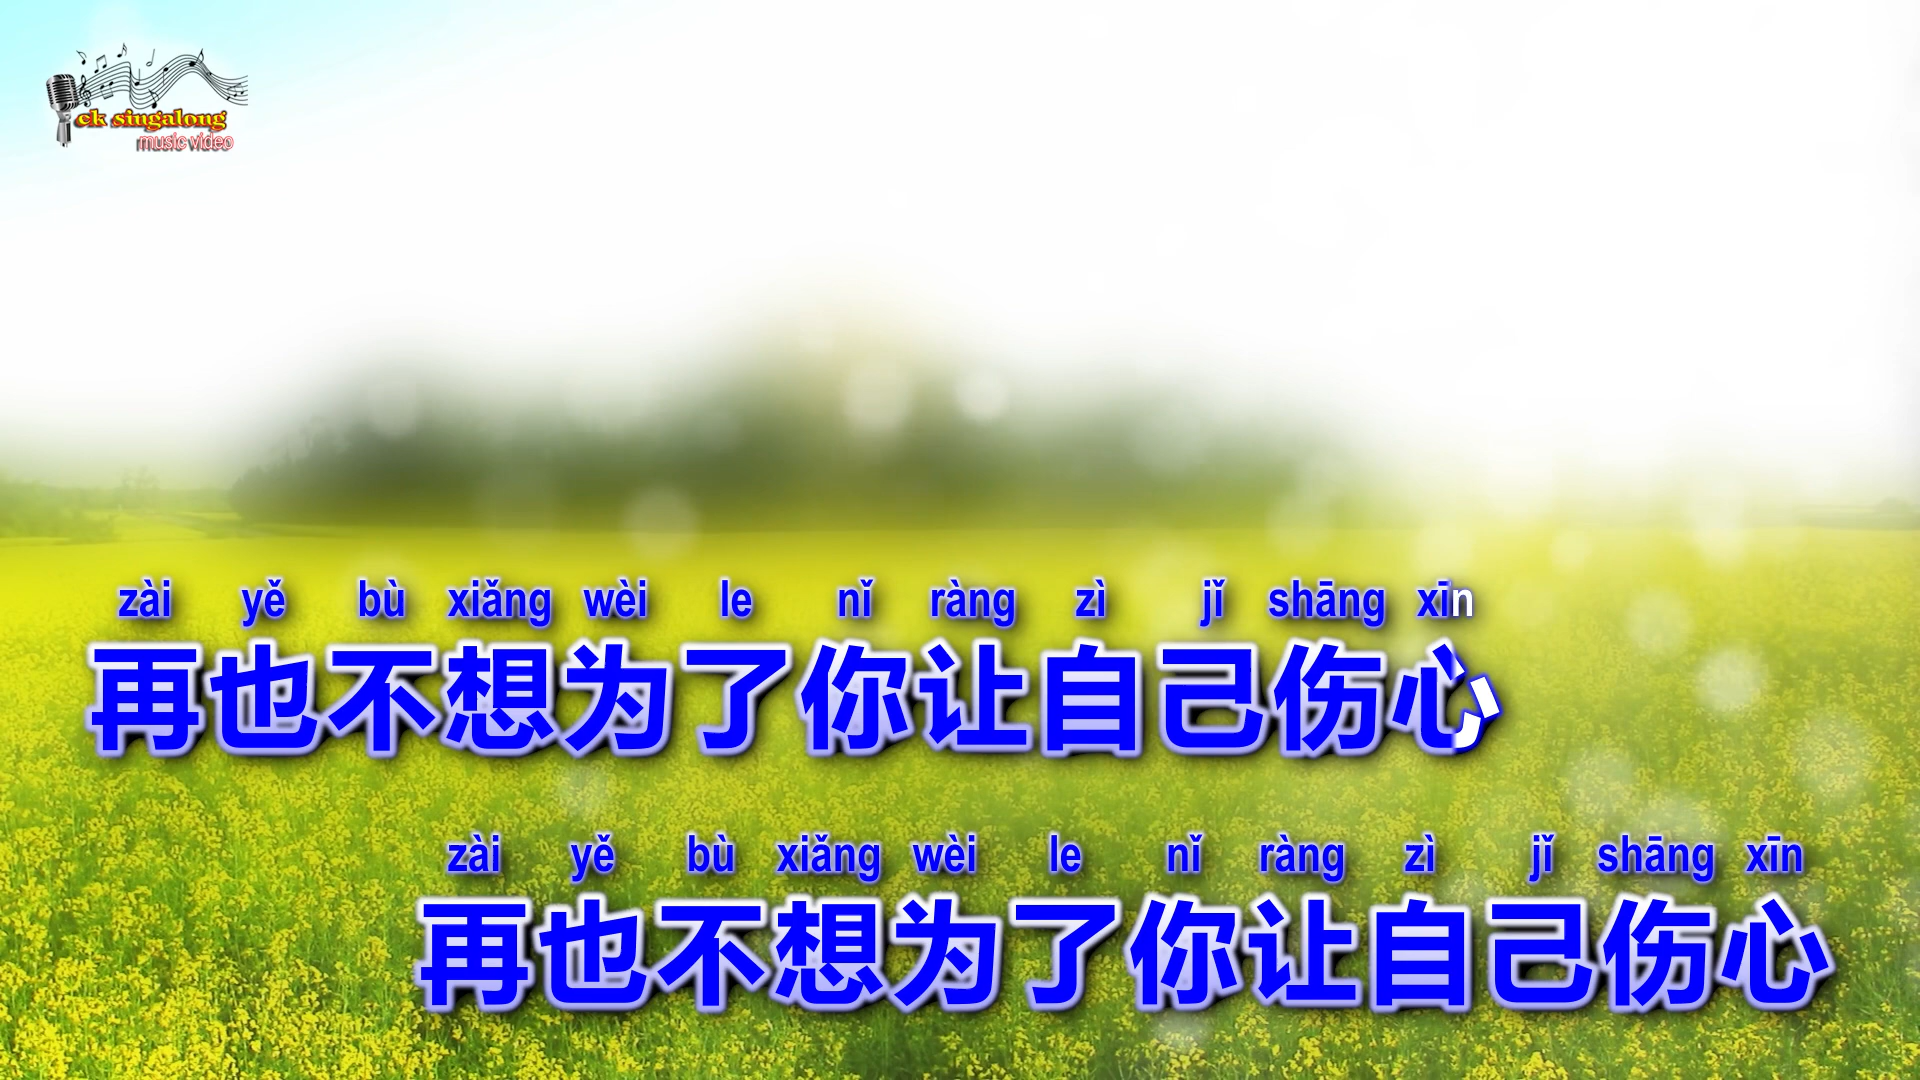 ck singalong
music video
zài yě bù xiǎng wèi le nǐ ràng zì jǐ shāng xīn
再也不想为了你让自己伤心
zài yě bù xiǎng wèi le nǐ ràng zì jǐ shāng xīn
再也不想为了你让自己伤心